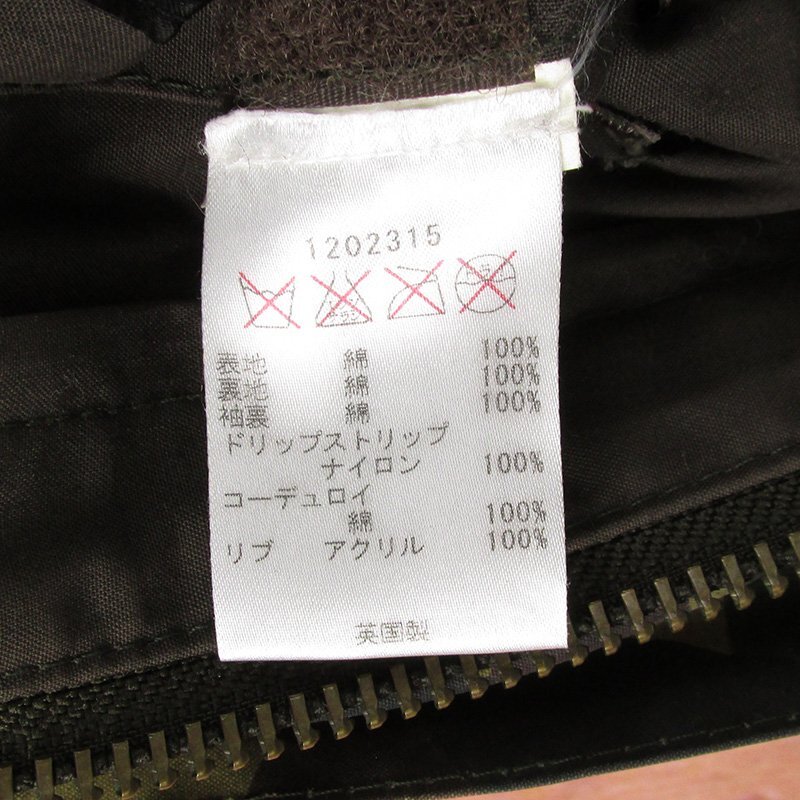 1202315
表地 綿 100%
裏地 綿 100%
袖裏 綿 100%
ドリップストリップ
ナイロン 100%
コーデュロイ
綿 100%
リブ アクリル 100%
英国製